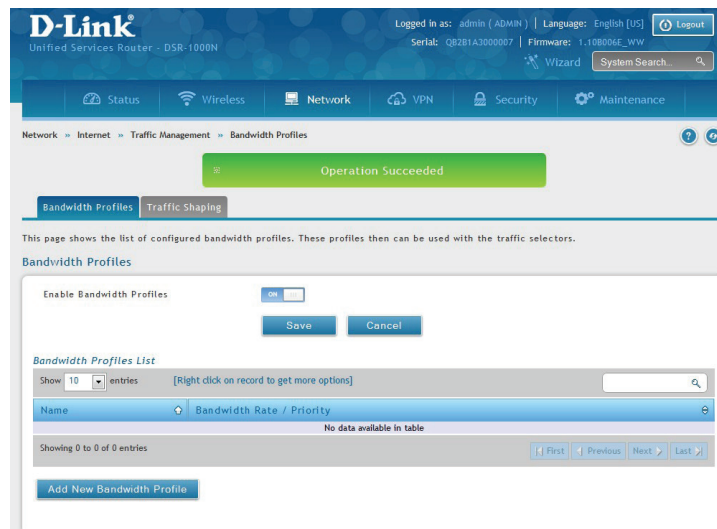 D-Link
Logged in as: admin ( ADMIN ) | Language: English [US] Logout
Unified Services Router - DSR-1000N
Serial: QB2B1A3000007 | Firmware: 1.10B006E_WW
Wizard System Search...
Status Wireless Network VPN Security Maintenance
Network » Internet » Traffic Management » Bandwidth Profiles
Operation Succeeded
Bandwidth Profiles Traffic Shaping
This page shows the list of configured bandwidth profiles. These profiles then can be used with the traffic selectors.
Bandwidth Profiles
Enable Bandwidth Profiles ON
Save Cancel
Bandwidth Profiles List
Show 10 entries [Right click on record to get more options]
Name Bandwidth Rate / Priority
No data available in table
Showing 0 to 0 of 0 entries First Previous Next Last
Add New Bandwidth Profile